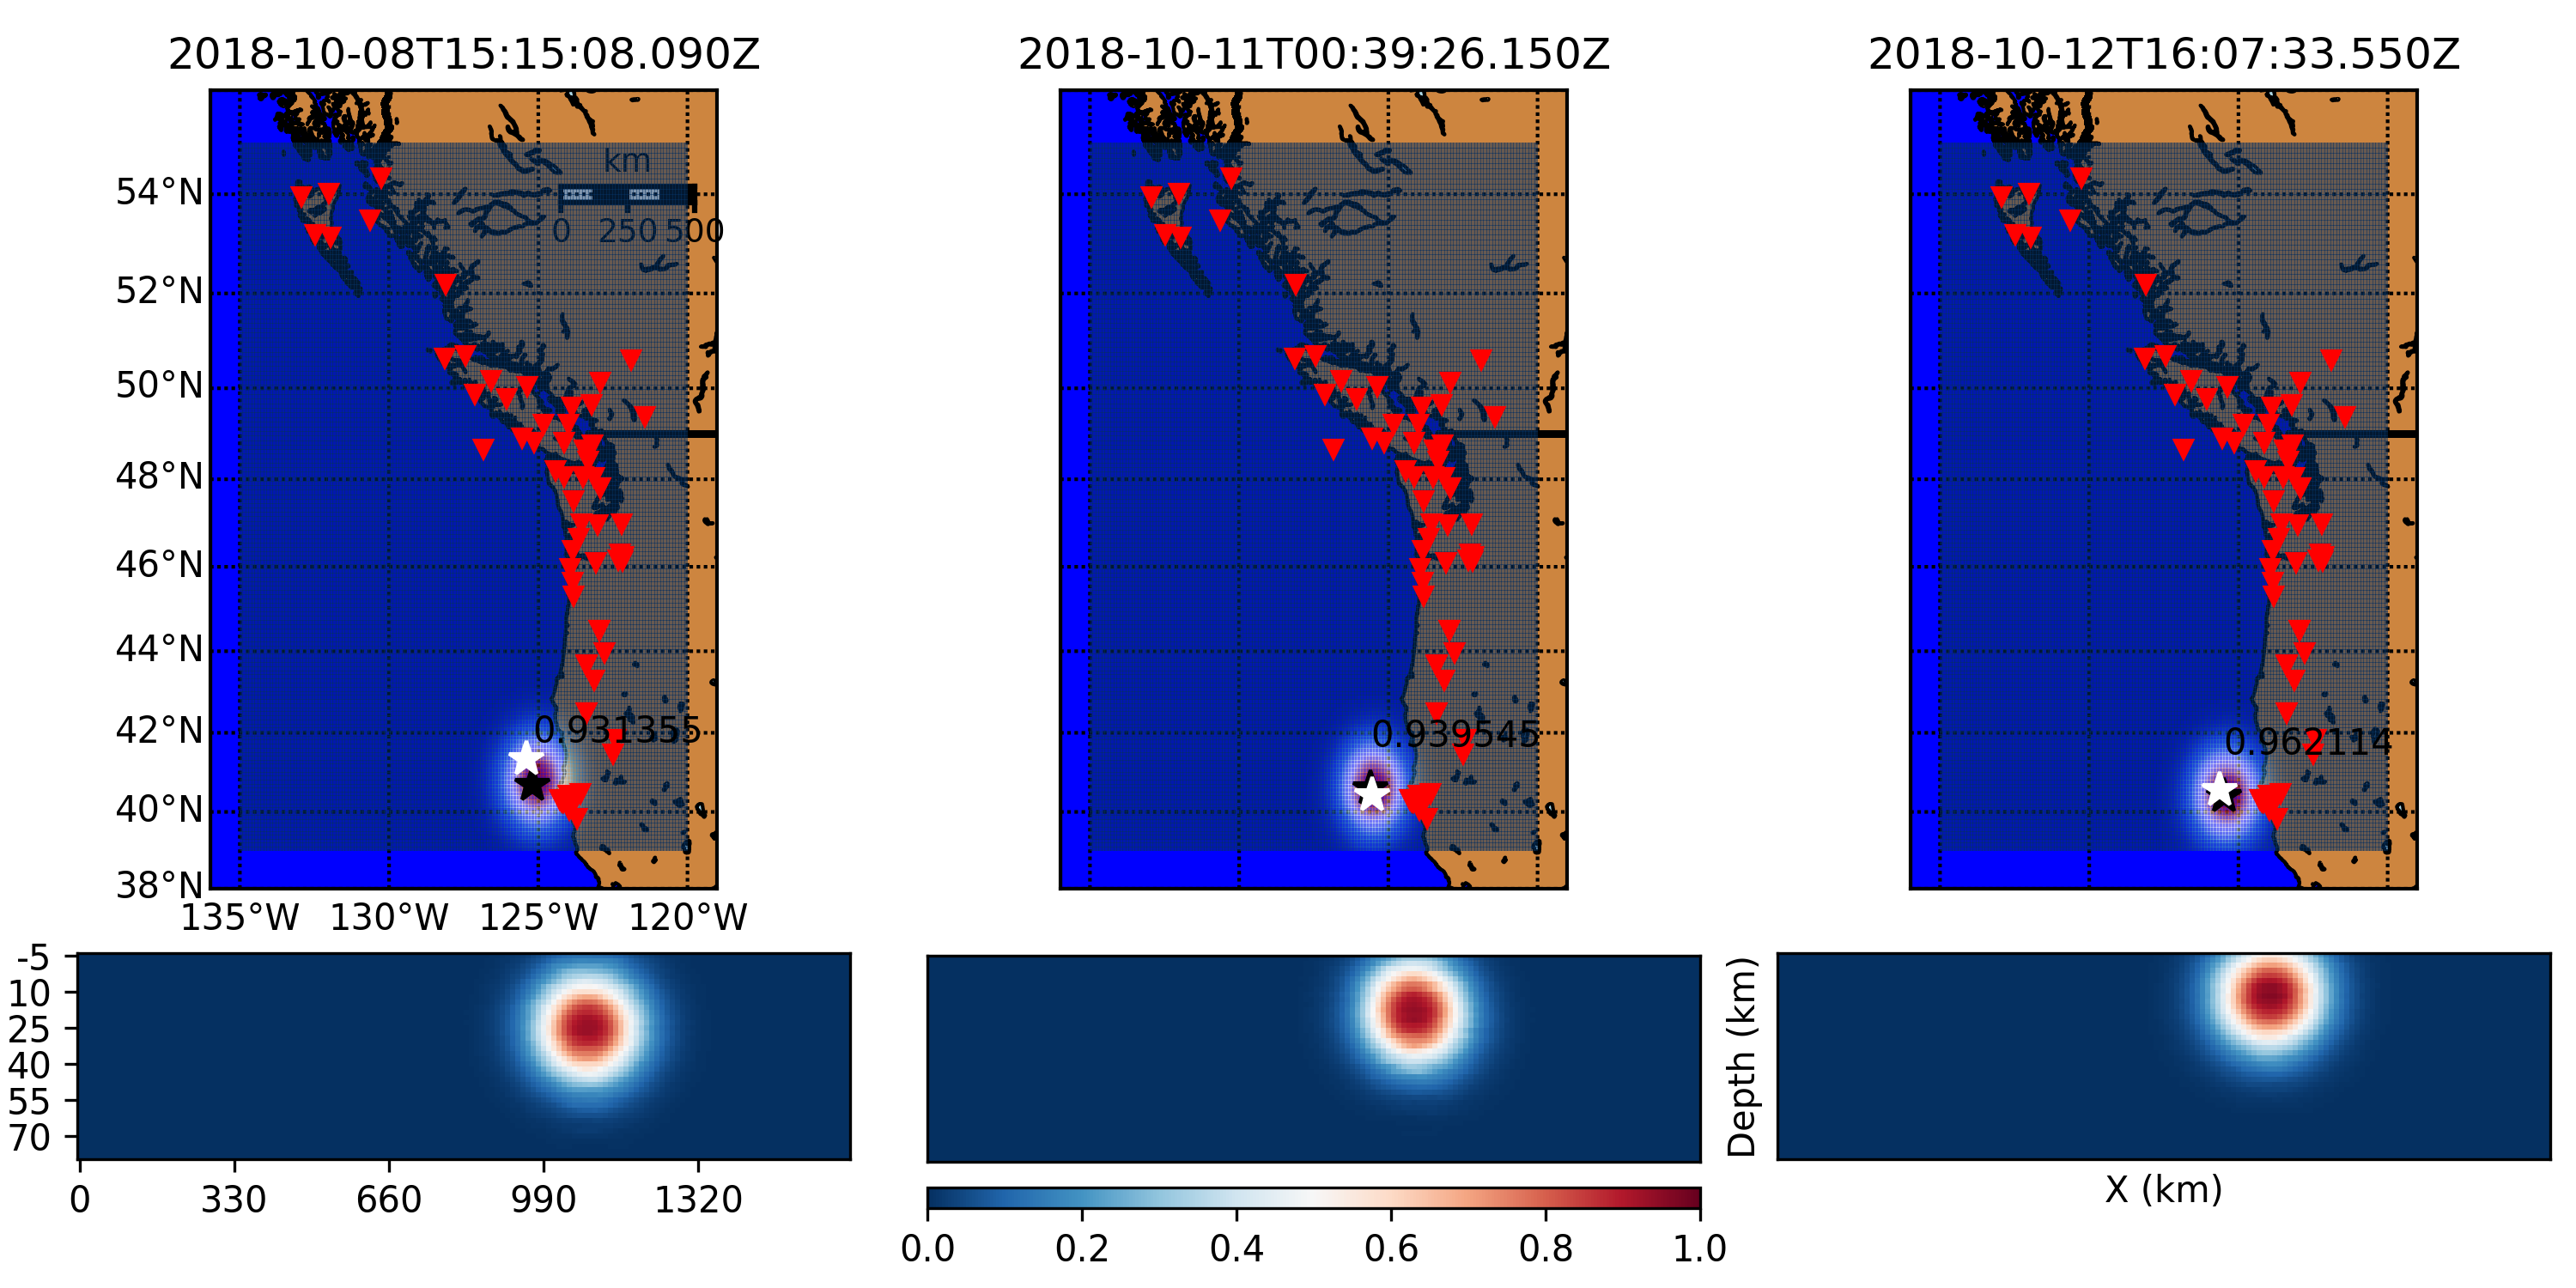 2018-10-08T15:15:08.090Z
2018-10-11T00:39:26.150Z
2018-10-12T16:07:33.550Z
km
0 250 500
54°N
52°N
50°N
48°N
46°N
44°N
42°N
40°N
38°N
135°W 130°W 125°W 120°W
0.931355
0.939545
0.962114
-5
10
25
40
55
70
0 330 660 990 1320
0.0 0.2 0.4 0.6 0.8 1.0
Depth (km)
X (km)